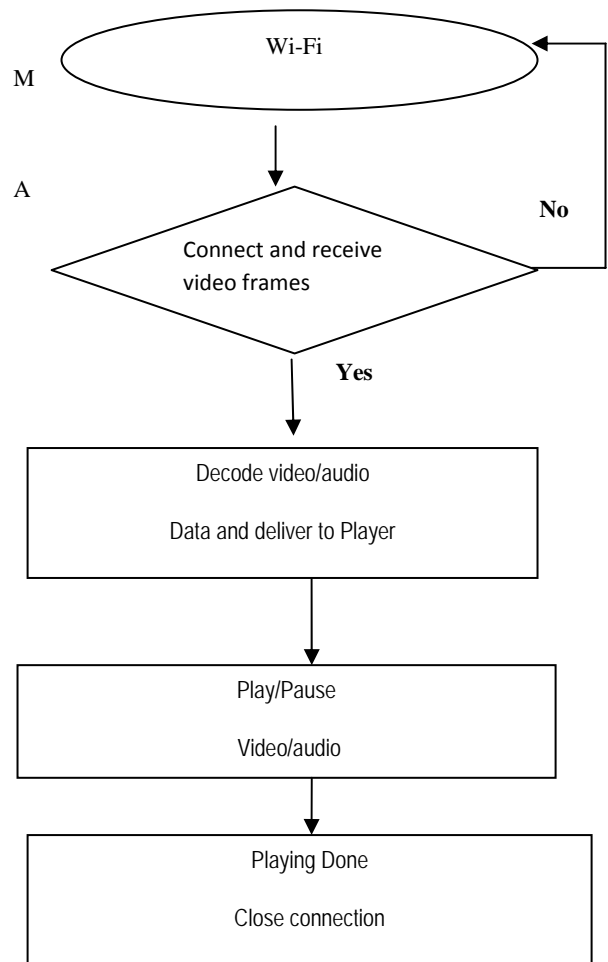 Wi-Fi
M
A
No
Connect and receive
video frames
Yes
Decode video/audio
Data and deliver to Player
Play/Pause
Video/audio
Playing Done
Close connection